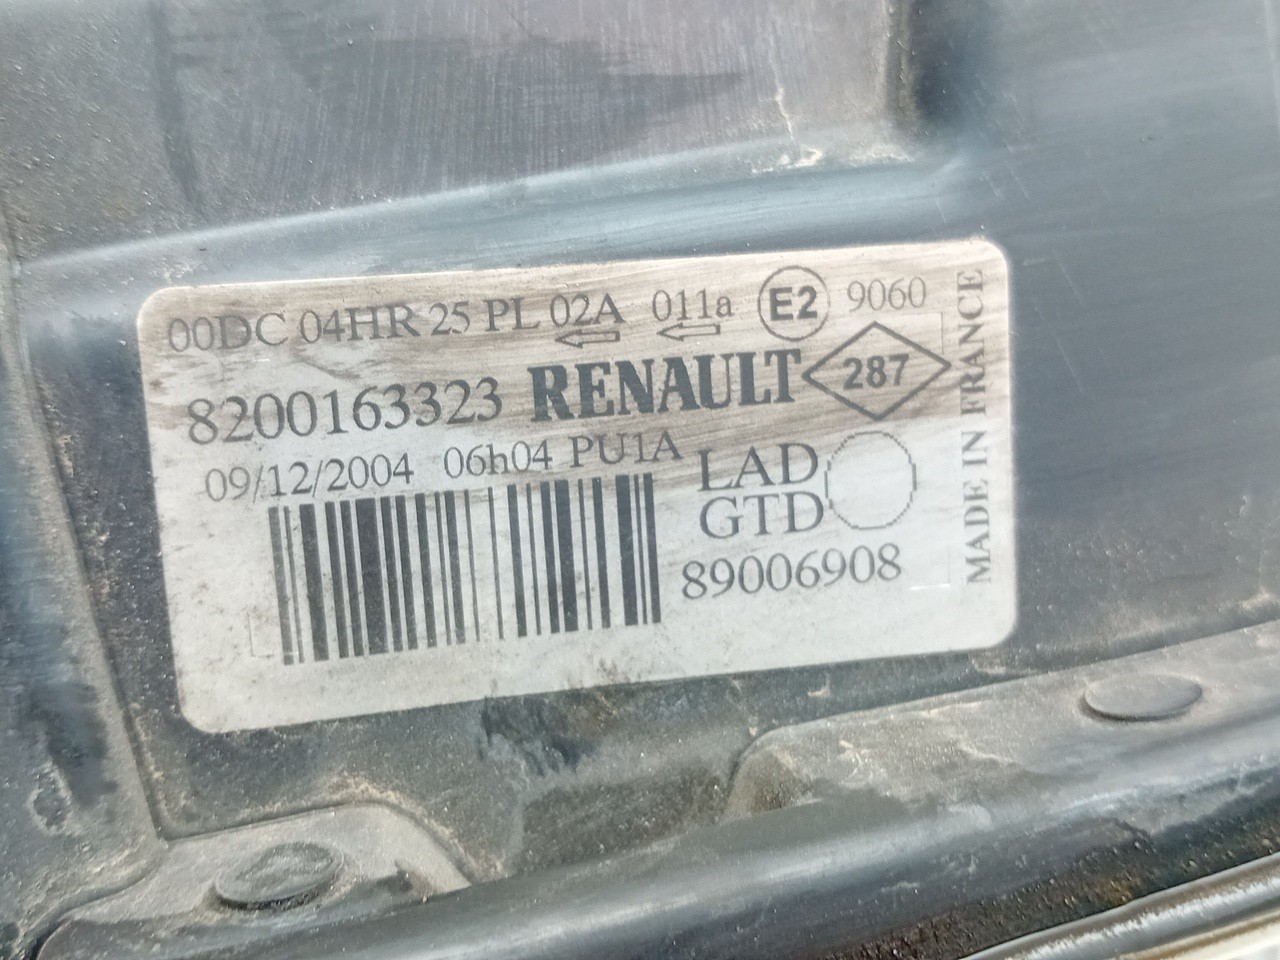 00DC 04HR 25 PL 02A 011a E2 9060
8200163323 RENAULT 287
09/12/2004 06h04 PU1A LAD
GTD
89006908
MADE IN FRANCE